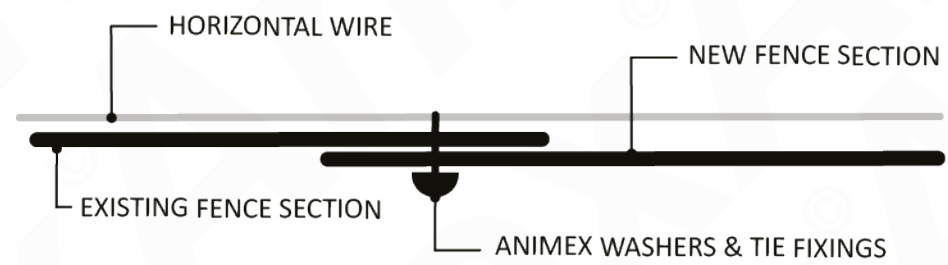 HORIZONTAL WIRE
NEW FENCE SECTION
EXISTING FENCE SECTION
ANIMEX WASHERS & TIE FIXINGS